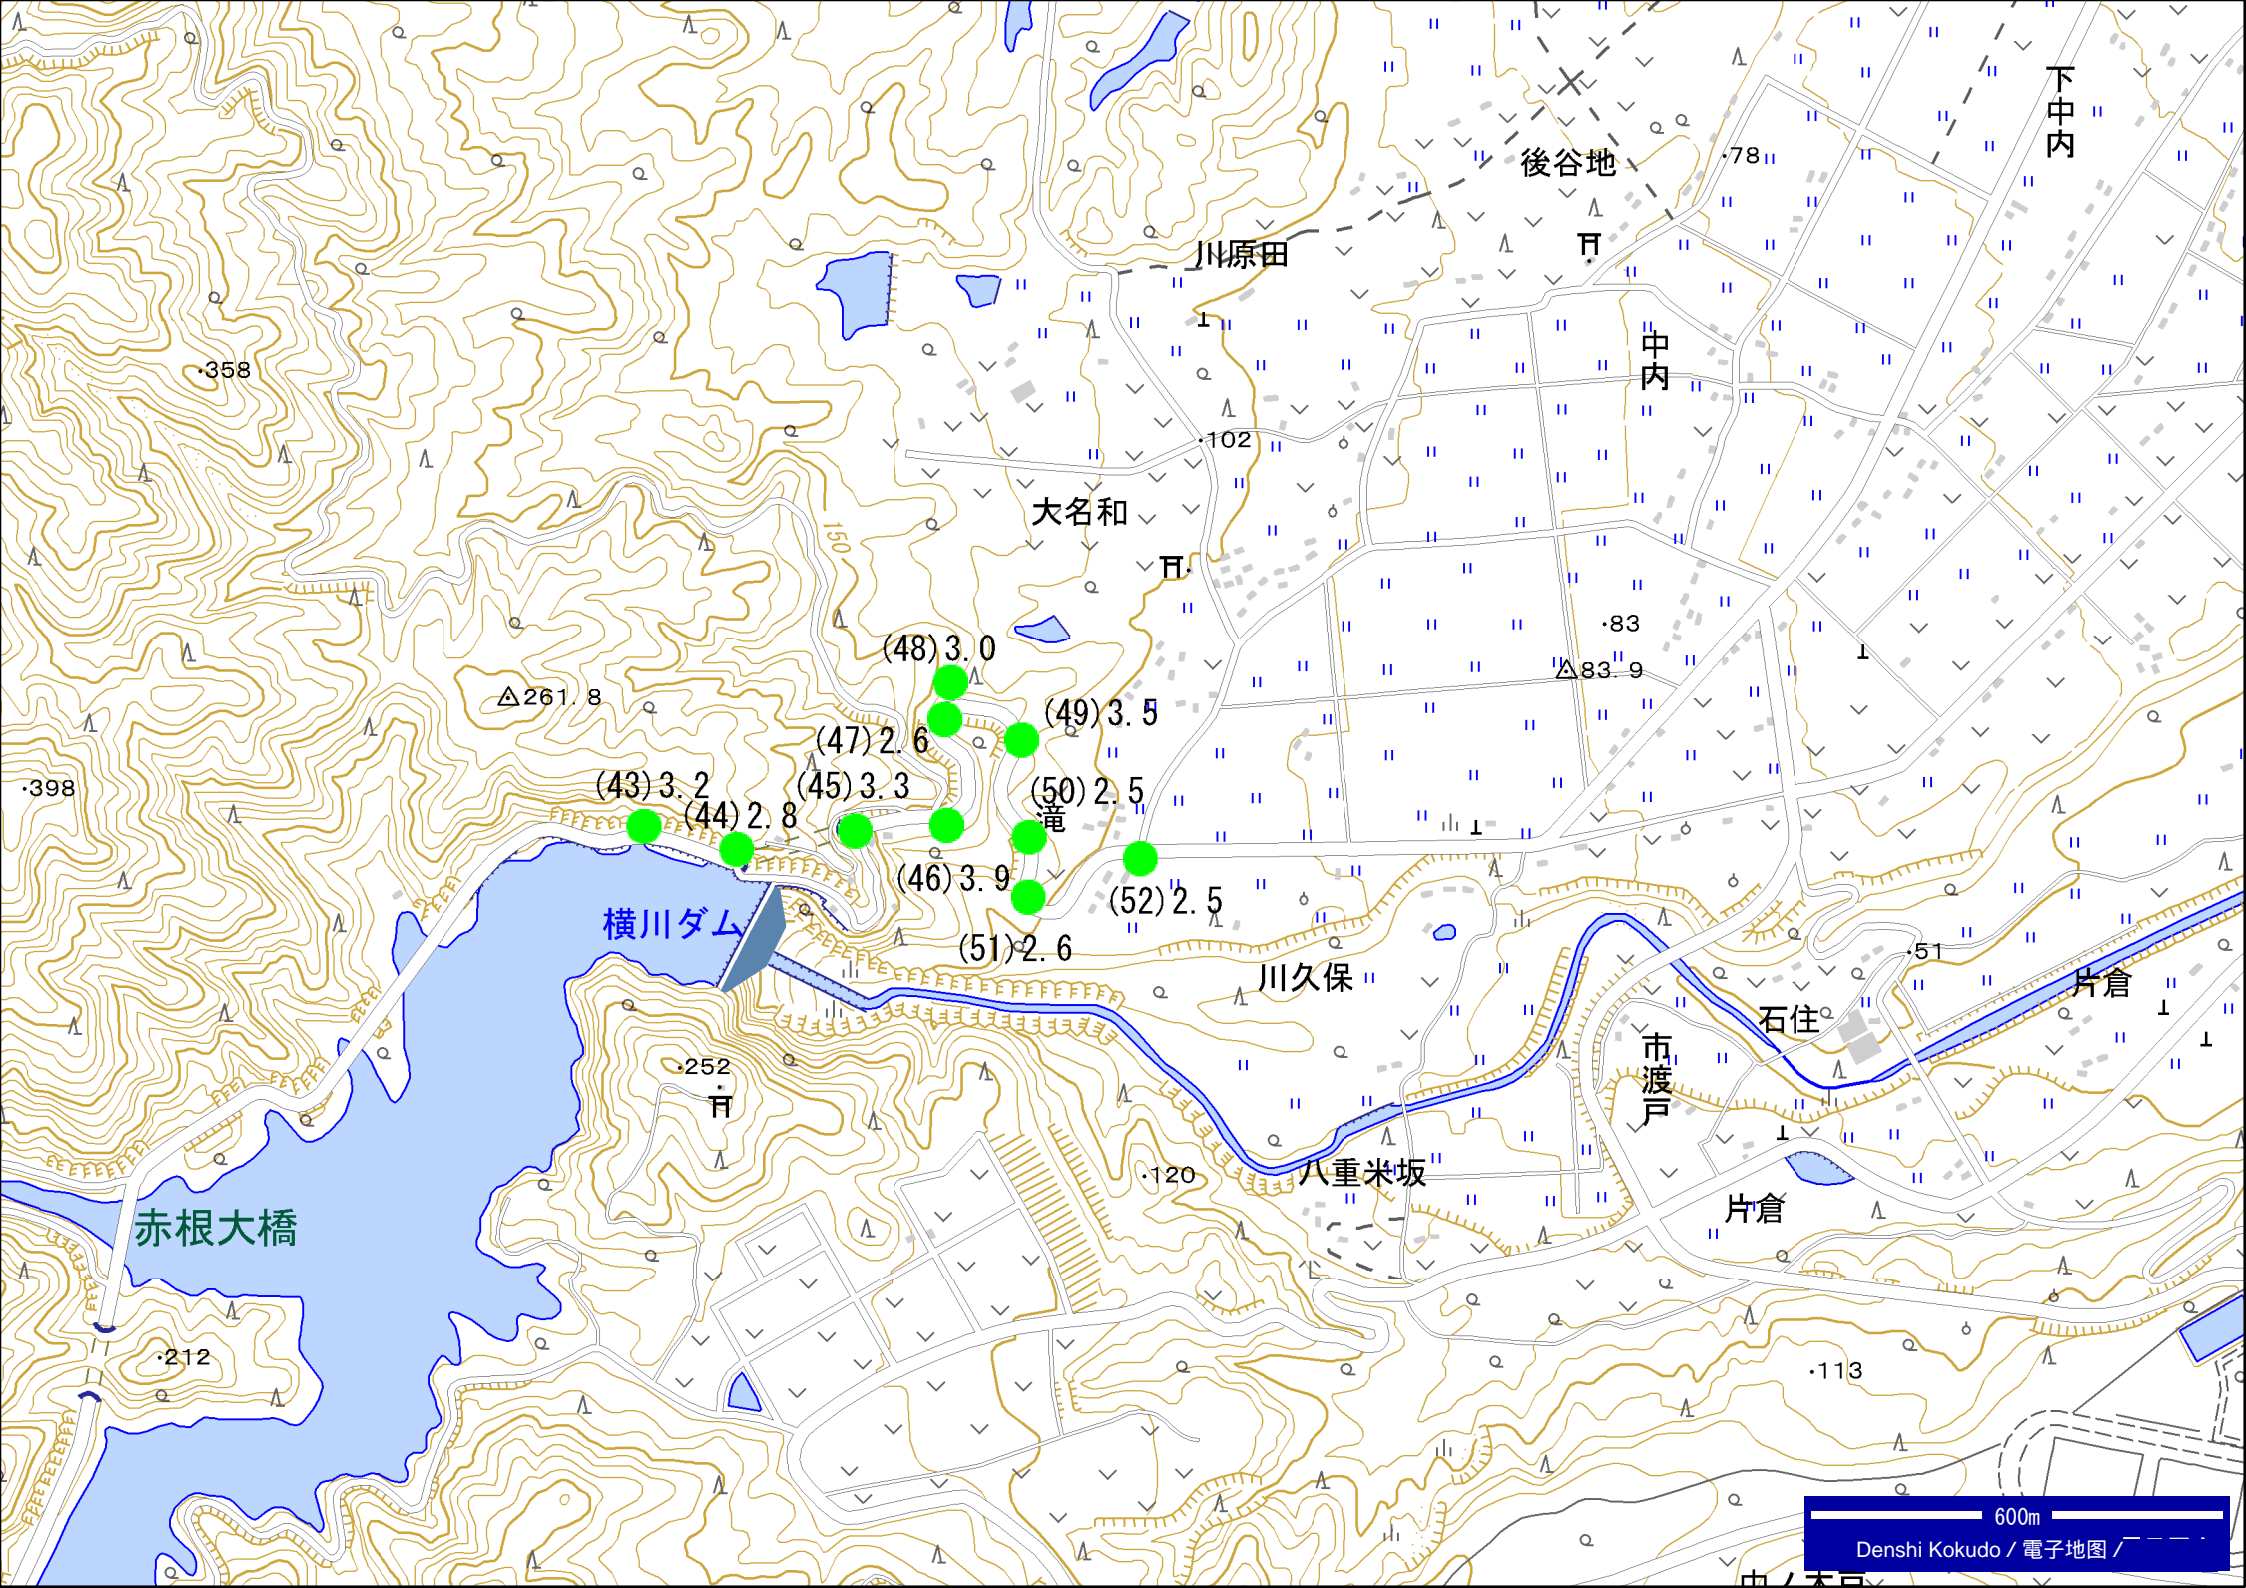 下中内
後谷地
78
川原田
中内
358
102
大名和
150
83
83.9
(48)3.0
261.8
(49)3.5
(47)2.6
398
(43)3.2
(45)3.3
(50)2.5
(44)2.8
滝
(46)3.9
(52)2.5
横川ダム
(51)2.6
51
川久保
片倉
石住
市渡戸
252
120
八重米坂
片倉
赤根大橋
212
113
600m
Denshi Kokudo / 電子地图 /